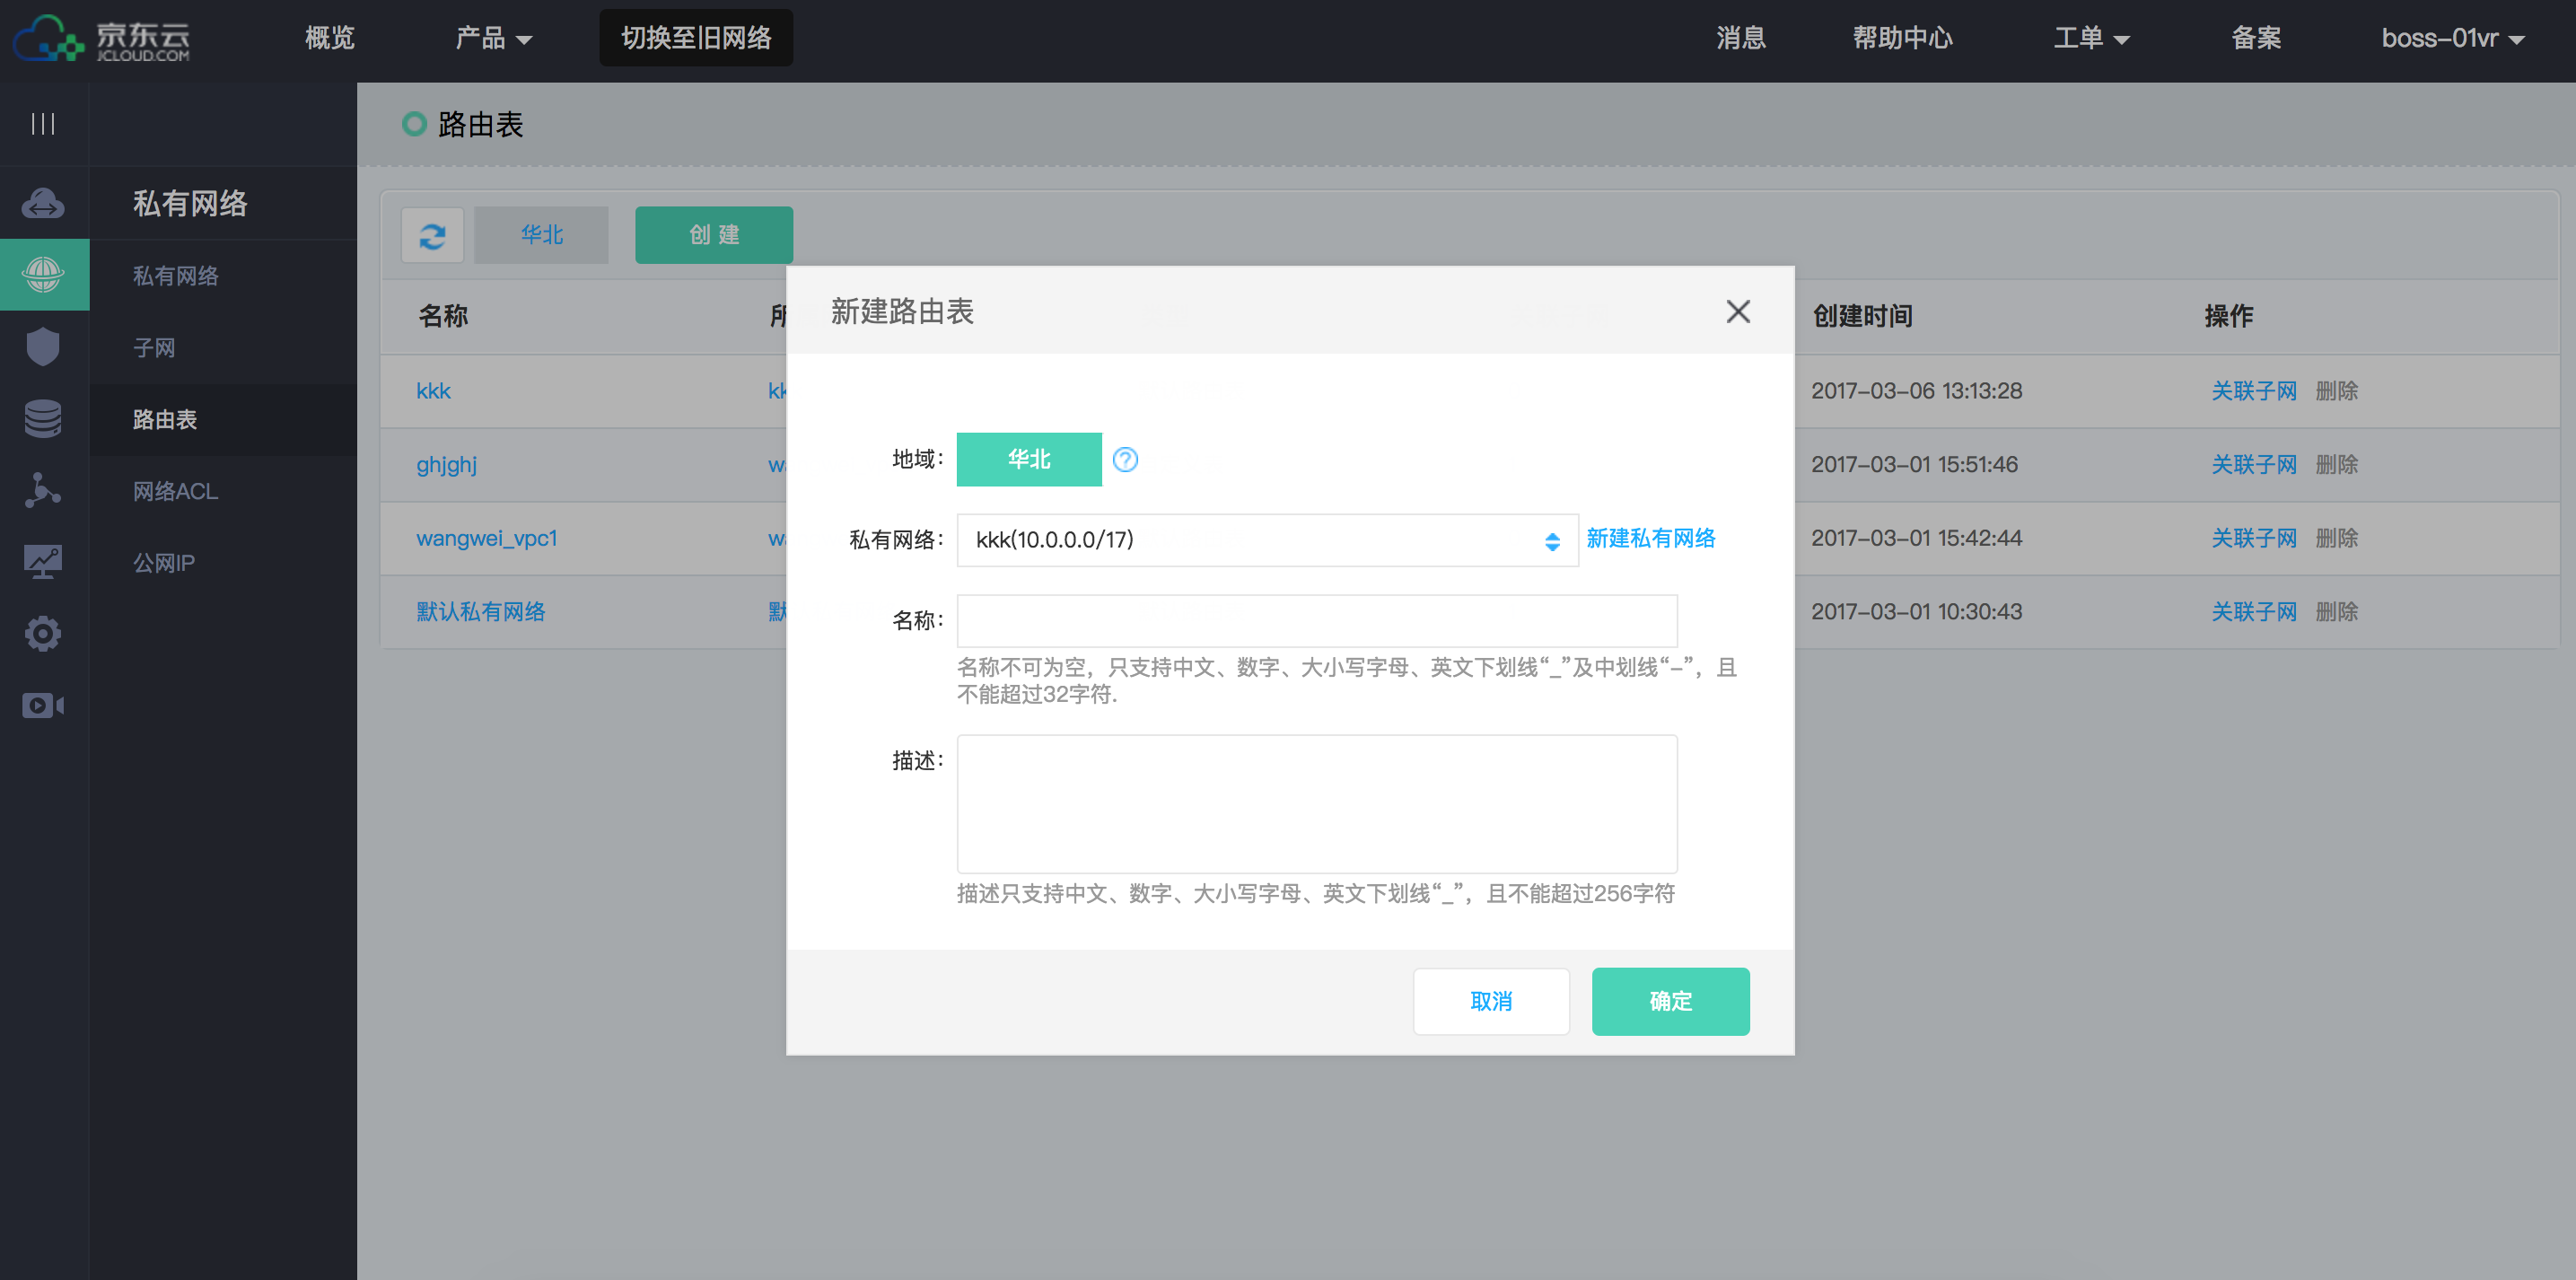 京东云
JCLOUD.COM
概览
产品
切换至旧网络
消息
帮助中心
工单
备案
boss-01vr
路由表
私有网络
私有网络
子网
路由表
网络ACL
公网IP
华北
创 建
名称
所
创建时间
操作
kkk
kk
2017-03-06 13:13:28
关联子网 删除
ghjghj
wa
2017-03-01 15:51:46
关联子网 删除
wangwei_vpc1
wa
2017-03-01 15:42:44
关联子网 删除
默认私有网络
默
2017-03-01 10:30:43
关联子网 删除
新建路由表
地域:
华北
?
私有网络:
kkk(10.0.0.0/17)
新建私有网络
名称:
名称不可为空，只支持中文、数字、大小写字母、英文下划线“_”及中划线“-”，且
不能超过32字符.
描述:
描述只支持中文、数字、大小写字母、英文下划线“_”，且不能超过256字符
取消
确定